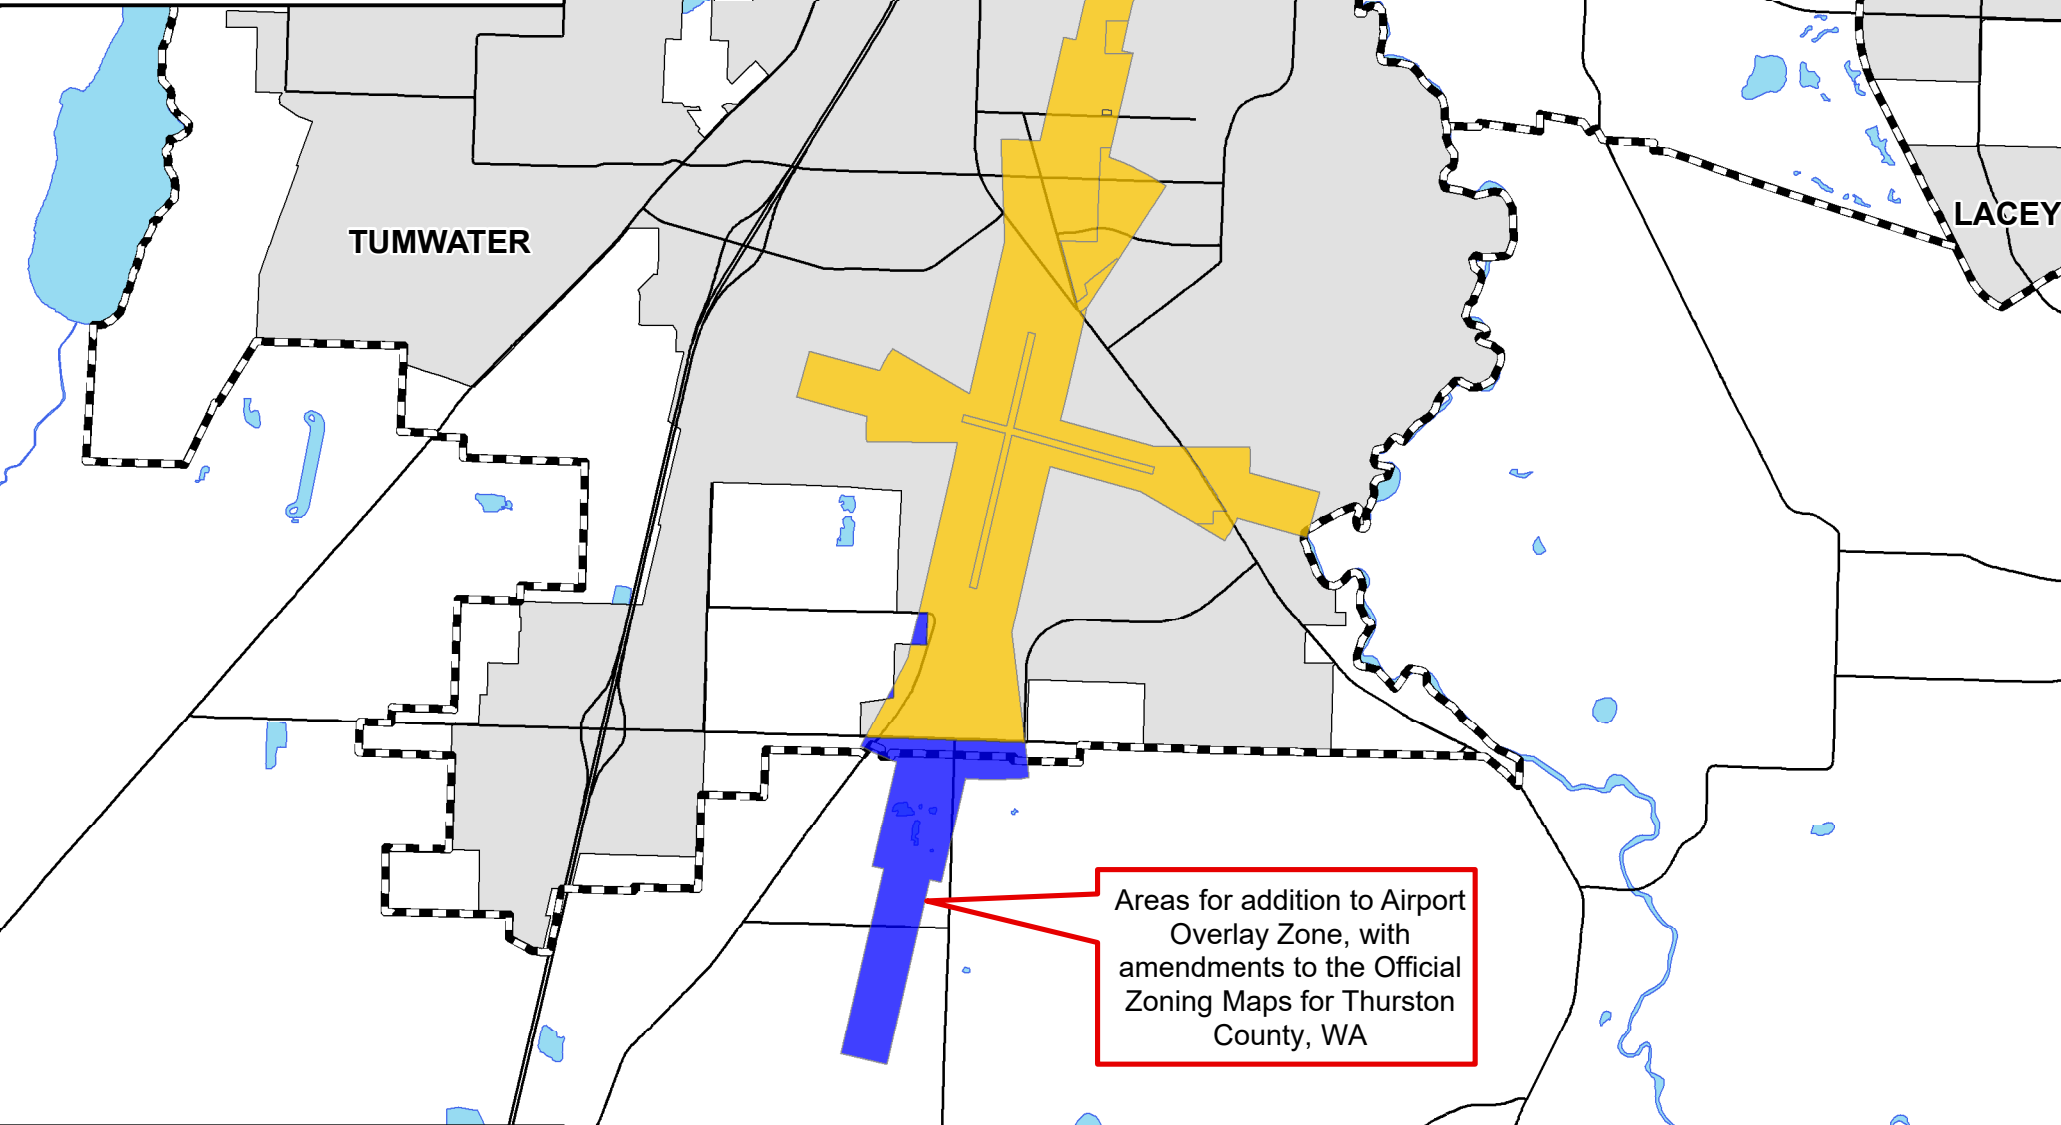 TUMWATER
LACEY
Areas for addition to Airport
Overlay Zone, with
amendments to the Official
Zoning Maps for Thurston
County, WA